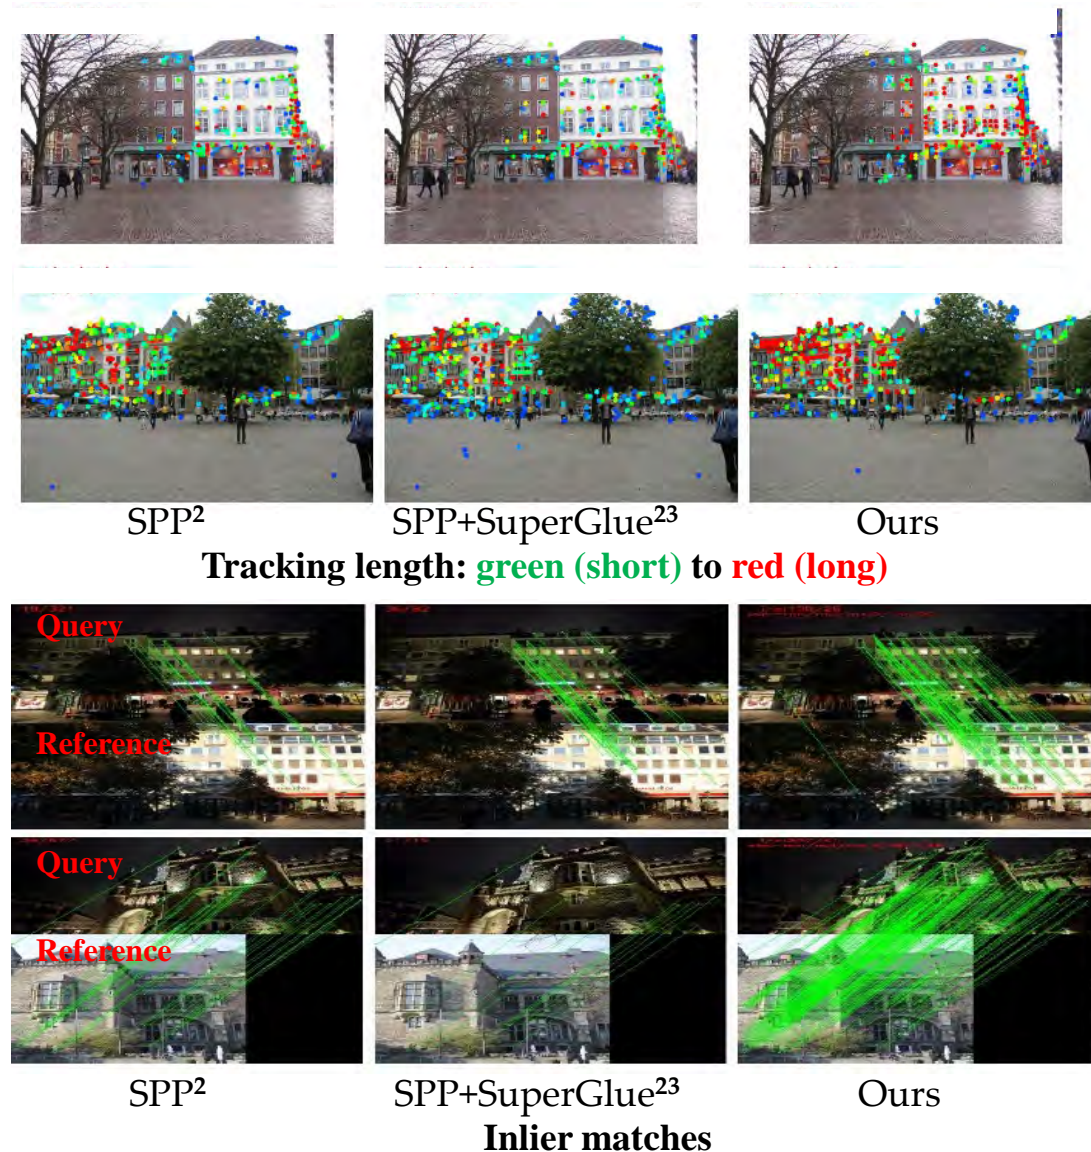 SPP²
SPP+SuperGlue²³
Ours
Tracking length: green (short) to red (long)
Query
Reference
Query
Reference
SPP²
SPP+SuperGlue²³
Ours
Inlier matches